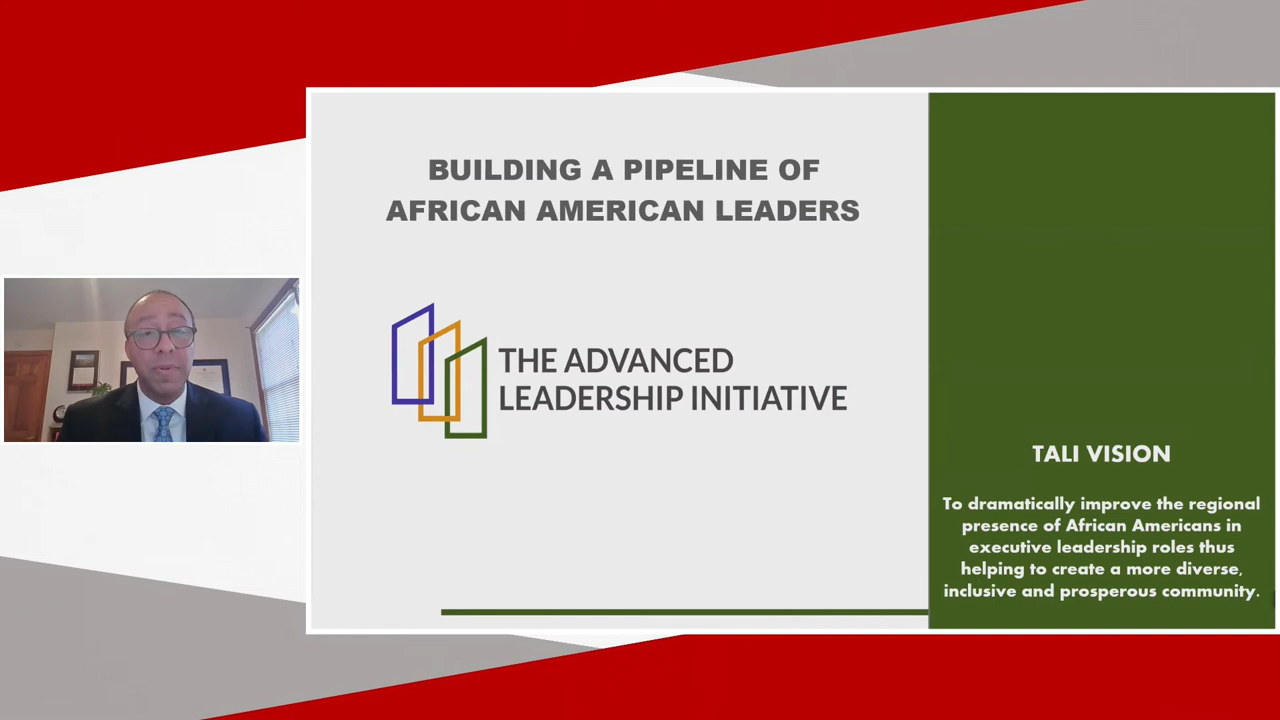 BUILDING A PIPELINE OF
AFRICAN AMERICAN LEADERS
THE ADVANCED
LEADERSHIP INITIATIVE
TALI VISION
To dramatically improve the regional
presence of African Americans in
executive leadership roles thus
helping to create a more diverse,
inclusive and prosperous community.